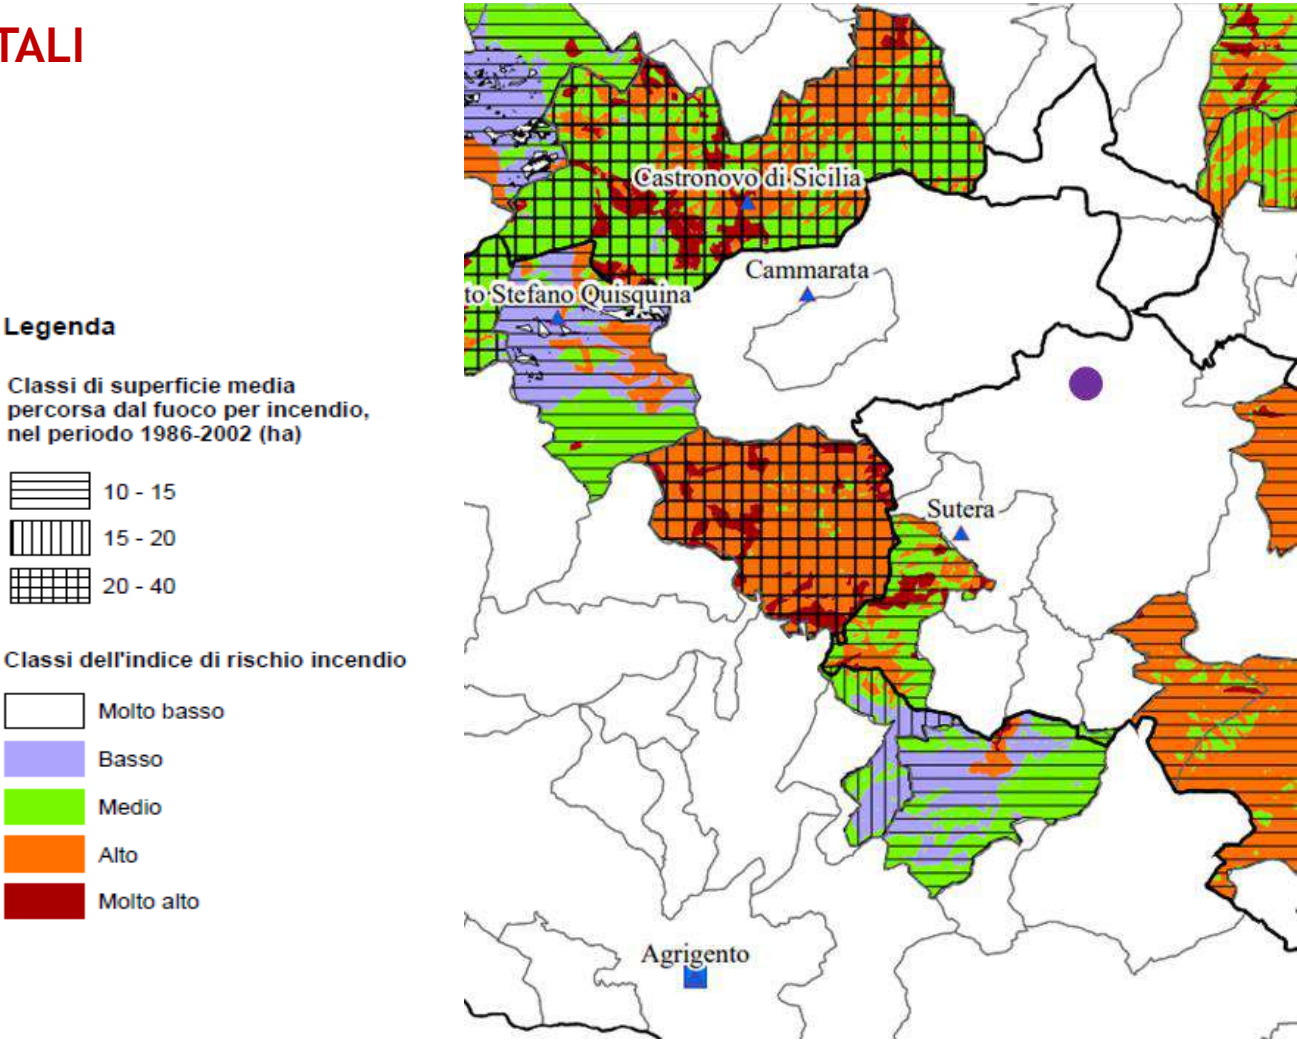 TALI
Castronovo di Sicilia
Cammarata
to Stefano Quisquina
Legenda
Classi di superficie media
percorsa dal fuoco per incendio,
nel periodo 1986-2002 (ha)
10 - 15
15 - 20
20 - 40
Sutera
Classi dell'indice di rischio incendio
Molto basso
Basso
Medio
Alto
Molto alto
Agrigento